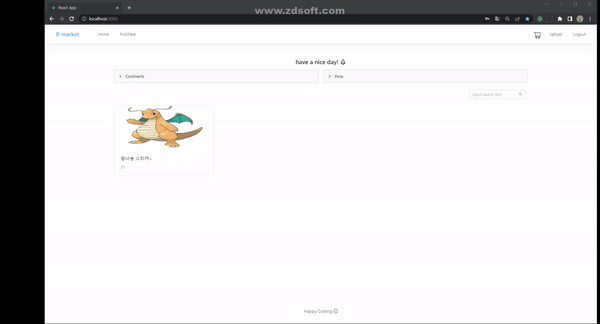 www.zdsoft.com
React App
localhost:3000
Home
Purchase
Upload
Logout
have a nice day!
Continents
Price
input search text
망나뇽 스티커~
$1
Happy Coding